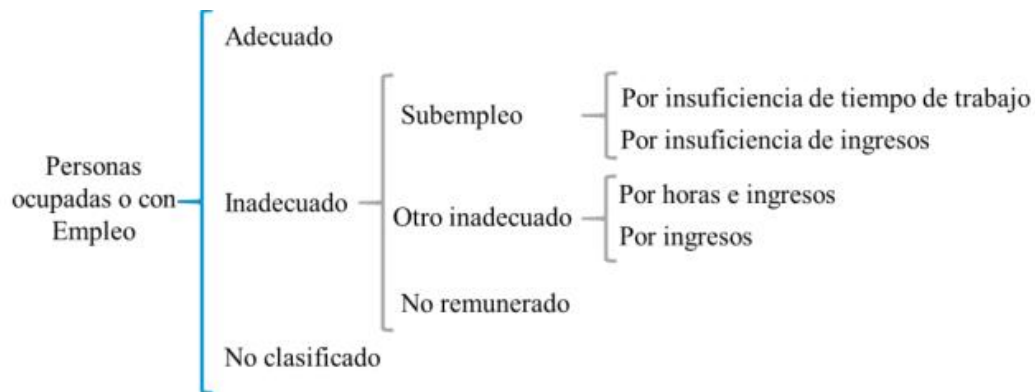 Adecuado
Subempleo
Por insuficiencia de tiempo de trabajo
Por insuficiencia de ingresos
Personas
ocupadas o con
Empleo
Inadecuado
Otro inadecuado
Por horas e ingresos
Por ingresos
No remunerado
No clasificado